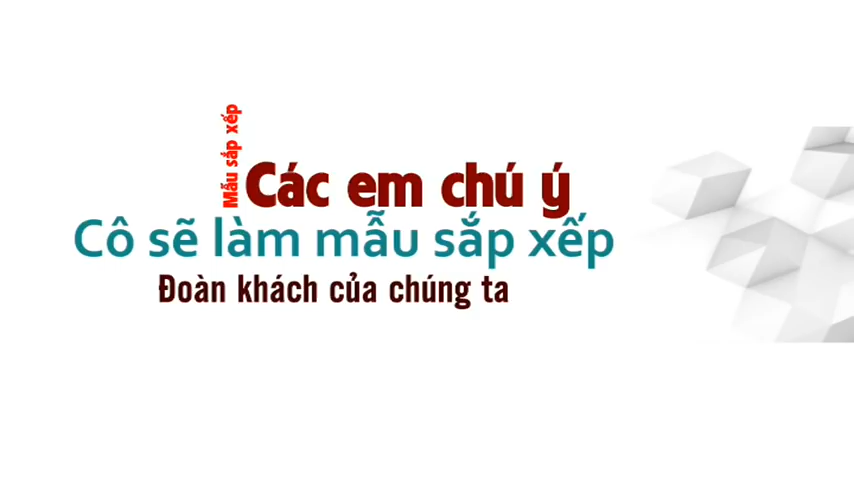 Mẫu sắp xếp
Các em chú ý
Cô sẽ làm mẫu sắp xếp
Đoàn khách của chúng ta